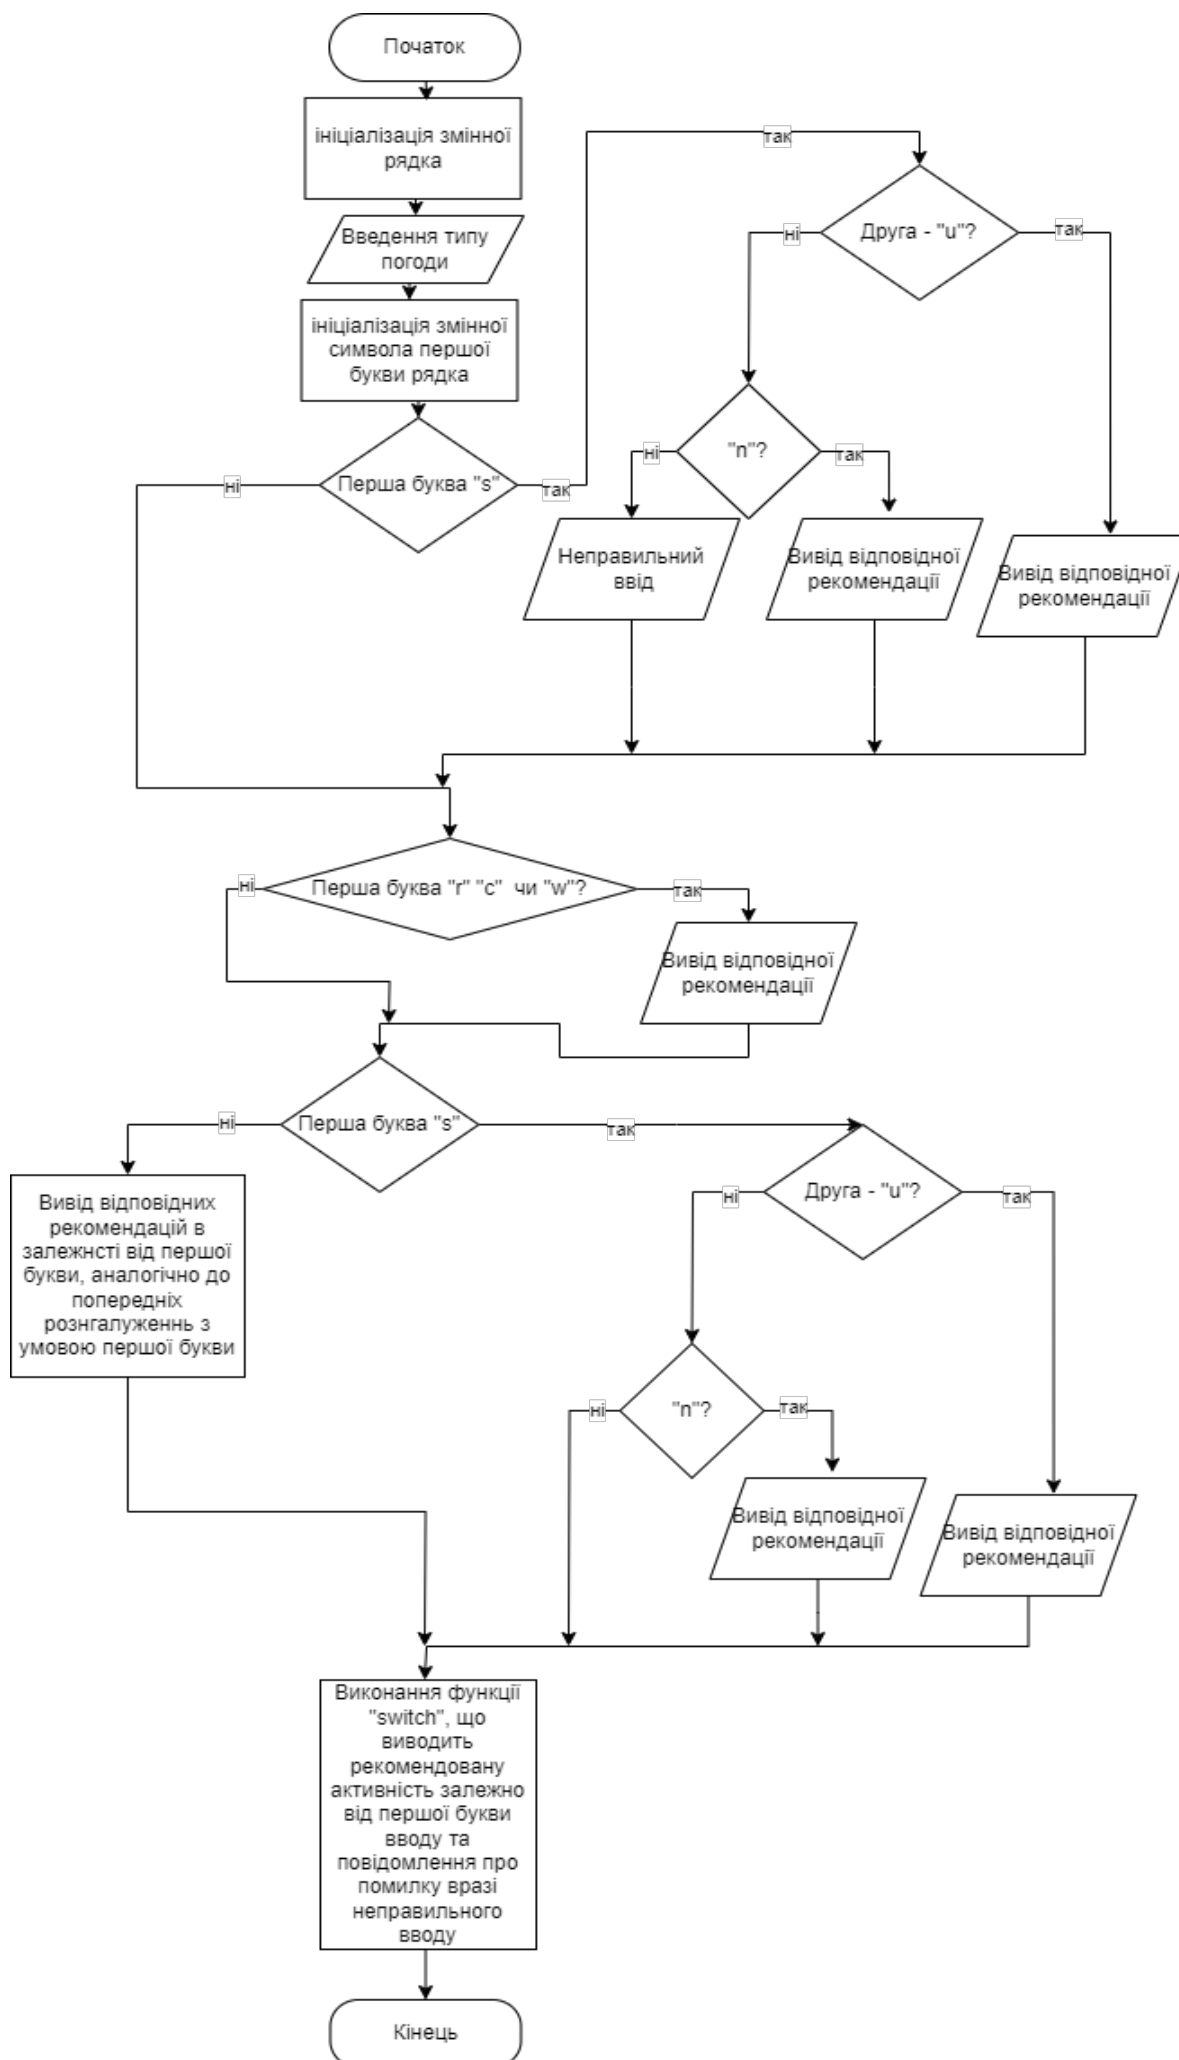 Початок
ініціалізація змінної
рядка
Введення типу
погоди
ініціалізація змінної
символа першої
букви рядка
Перша буква "s"
ні
так
так
Друга - "u"?
ні
так
"n"?
ні
так
Неправильний
ввід
Вивід відповідної
рекомендації
Вивід відповідної
рекомендації
Перша буква "r" "c" чи "w"?
ні
так
Вивід відповідної
рекомендації
Перша буква "s"
ні
так
Вивід відповідних
рекомендацій в
залежнсті від першої
букви, аналогічно до
попередніх
рознгалуженнь з
умовою першої букви
Друга - "u"?
ні
так
"n"?
ні
так
Вивід відповідної
рекомендації
Вивід відповідної
рекомендації
Виконання функції
"switch", що
виводить
рекомендовану
активність залежно
від першої букви
вводу та
повідомлення про
помилку вразі
неправильного
вводу
Кінець